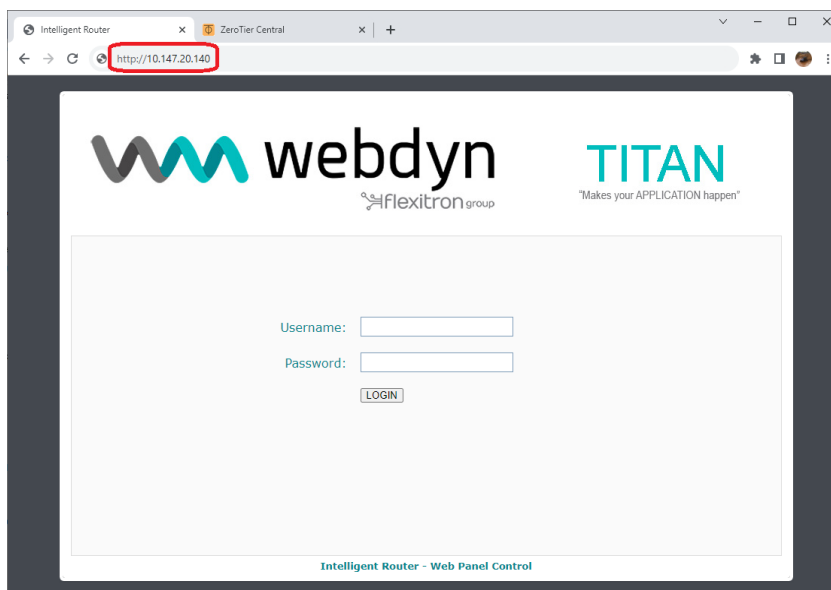 Intelligent Router
ZeroTier Central
http://10.147.20.140
webdyn
flexitron group
TITAN
"Makes your APPLICATION happen"
Username:
Password:
LOGIN
Intelligent Router - Web Panel Control